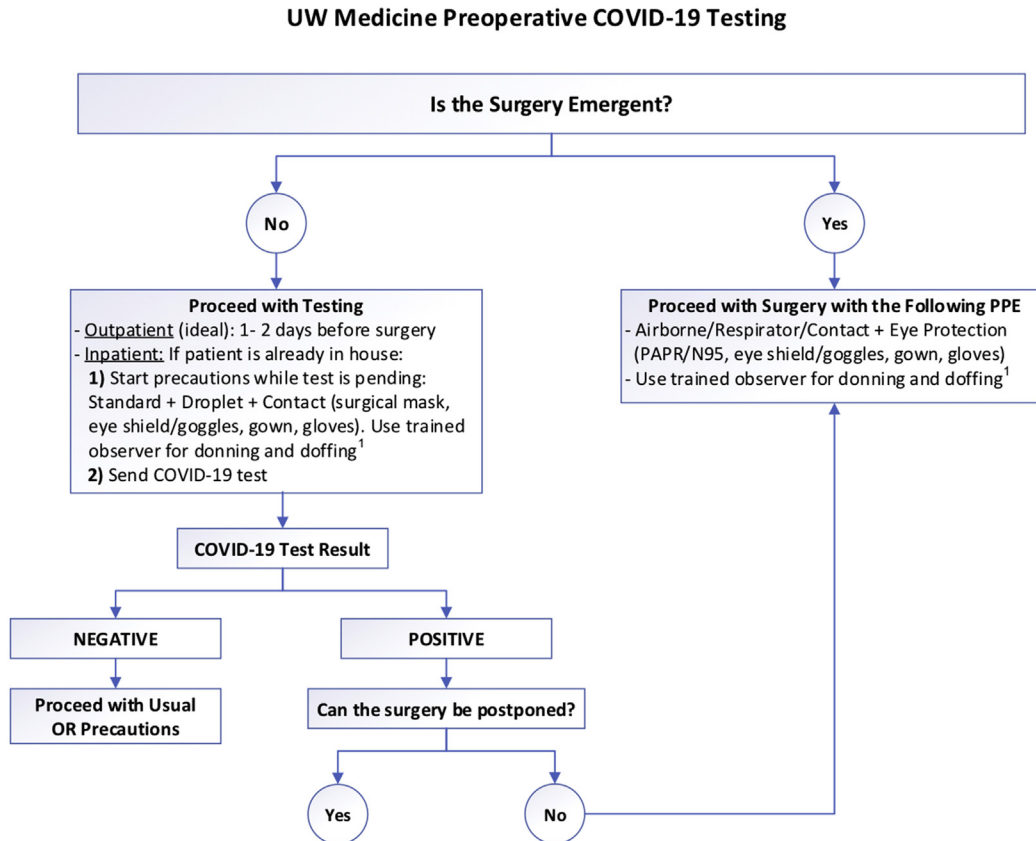 UW Medicine Preoperative COVID-19 Testing
Is the Surgery Emergent?
No
Yes
Proceed with Testing
- Outpatient (ideal): 1- 2 days before surgery
- Inpatient: If patient is already in house:
1) Start precautions while test is pending:
Standard + Droplet + Contact (surgical mask,
eye shield/goggles, gown, gloves). Use trained
observer for donning and doffing1
2) Send COVID-19 test
Proceed with Surgery with the Following PPE
- Airborne/Respirator/Contact + Eye Protection
(PAPR/N95, eye shield/goggles, gown, gloves)
- Use trained observer for donning and doffing1
COVID-19 Test Result
NEGATIVE
POSITIVE
Proceed with Usual
OR Precautions
Can the surgery be postponed?
Yes
No